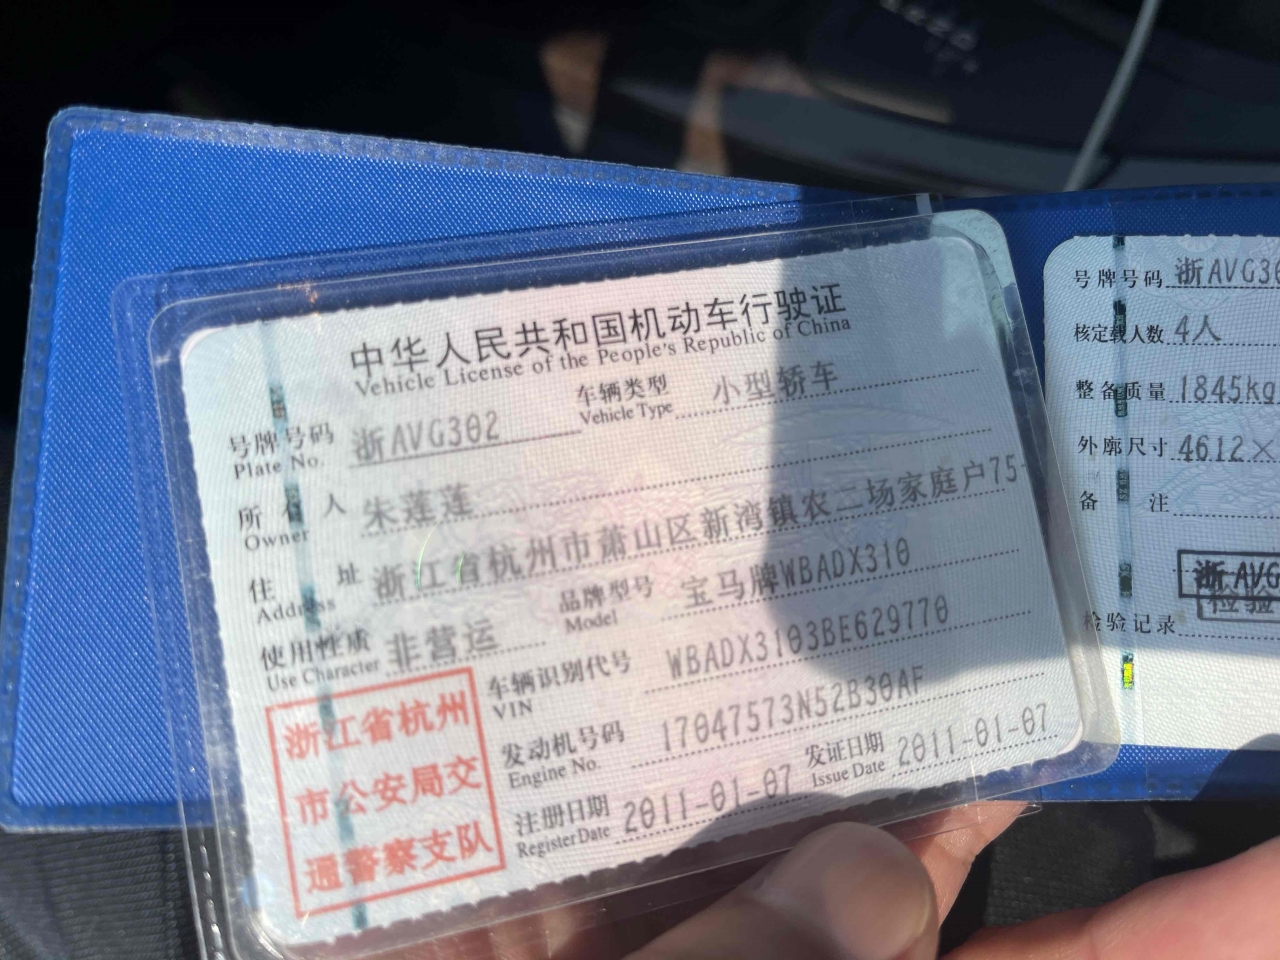 中华人民共和国机动车行驶证
Vehicle License of the People's Republic of China
号牌号码 浙AVG302 车辆类型 小型轿车
Plate No. Vehicle Type
所有人 朱莲莲
Owner
住址 浙江省杭州市萧山区新湾镇农二场家庭户75-
Address
使用性质 非营运 品牌型号 宝马牌WBADX310
Use Character Model
车辆识别代号 WBADX3103BE629770
VIN
发动机号码 17047573N52B30AF
Engine No.
注册日期 2011-01-07 发证日期 2011-01-07
Register Date Issue Date
浙江省杭州
市公安局交
通警察支队
号牌号码 浙AVG30
核定载人数 4人
整备质量 1845kg
外廓尺寸 4612×
备注
浙AVG
检验
检验记录